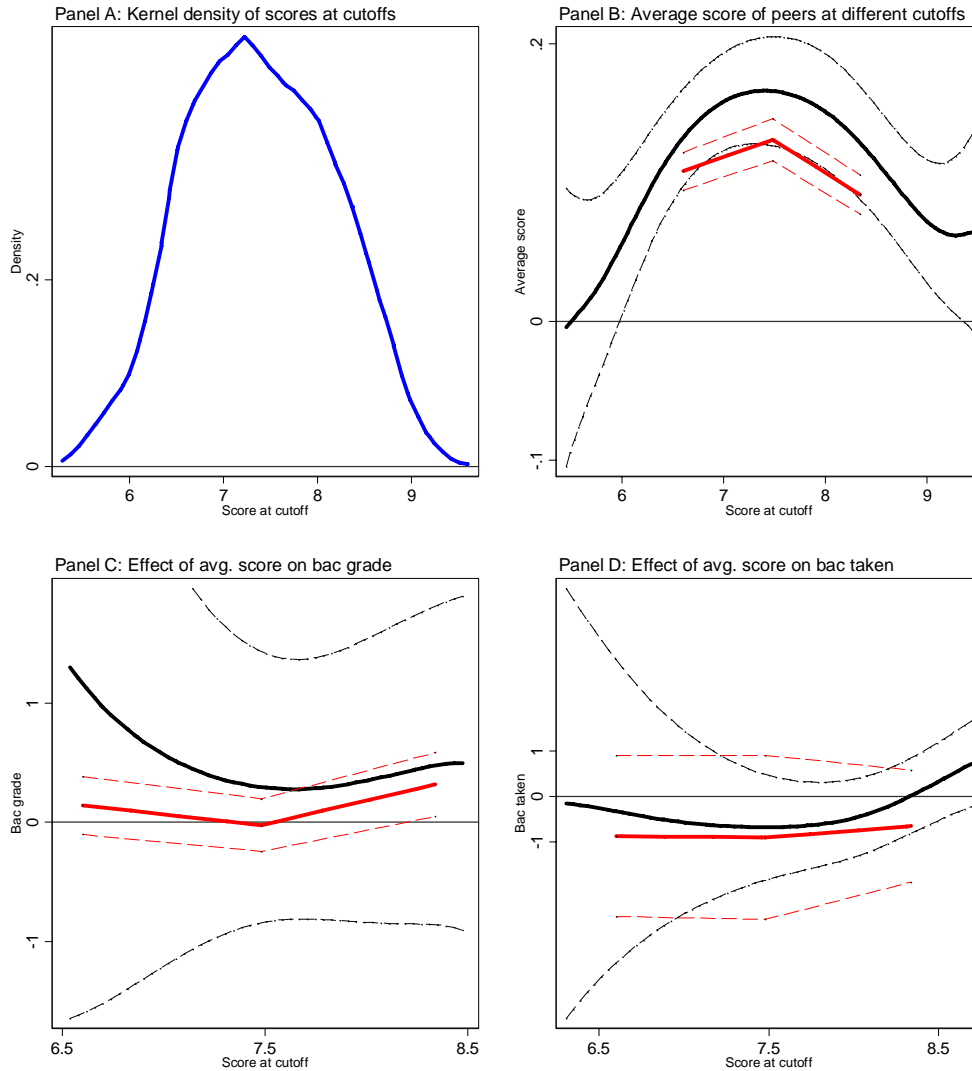 Panel A: Kernel density of scores at cutoffs
Density
.2
0
6 7 8 9
Score at cutoff
Panel B: Average score of peers at different cutoffs
Average score
.2
0
-.1
6 7 8 9
Score at cutoff
Panel C: Effect of avg. score on bac grade
Bac grade
1
0
-1
6.5 7.5 8.5
Score at cutoff
Panel D: Effect of avg. score on bac taken
Bac taken
1
0
-1
6.5 7.5 8.5
Score at cutoff